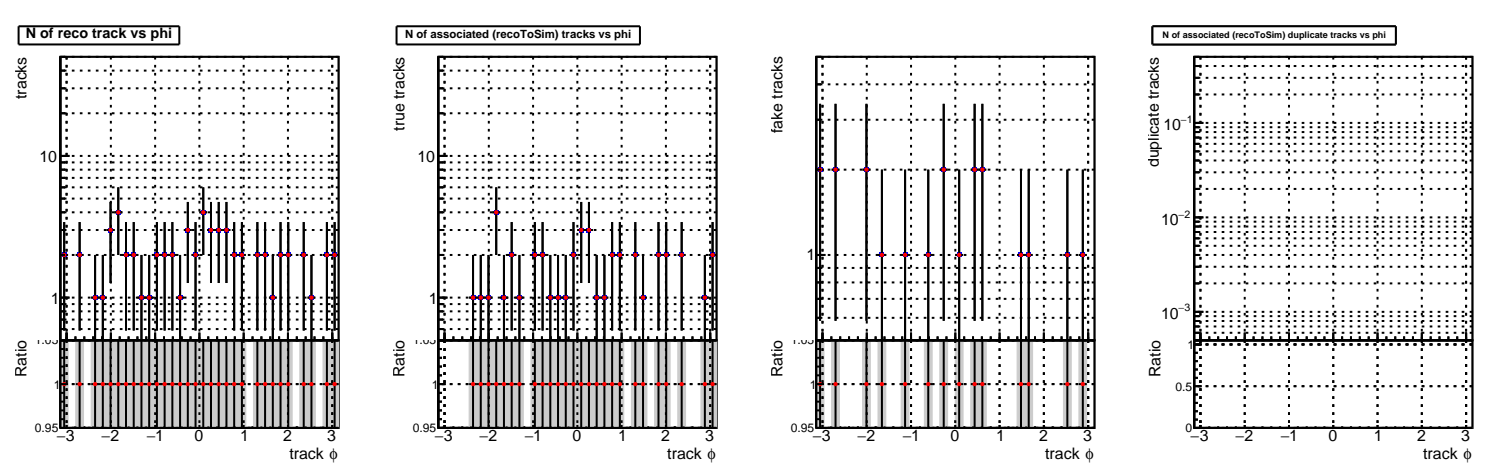 N of reco track vs phi
tracks
10
1
Ratio
1
0.95
−3 −2 −1 0 1 2 3
track ϕ
N of associated (recoToSim) tracks vs phi
true tracks
10
1
Ratio
1
0.95
−3 −2 −1 0 1 2 3
track ϕ
fake tracks
1
Ratio
1
0.95
−3 −2 −1 0 1 2 3
track ϕ
N of associated (recoToSim) duplicate tracks vs phi
duplicate tracks
10−1
10−2
10−3
Ratio
1
0.5
0
−3 −2 −1 0 1 2 3
track ϕ